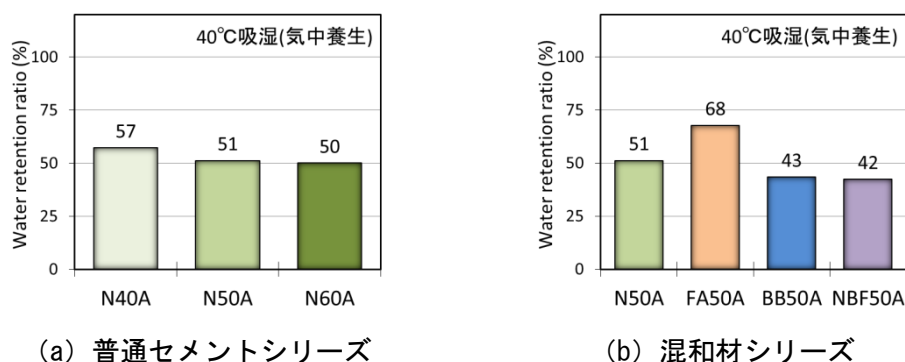 40℃吸湿(気中養生)
Water retention ratio (%)
100
75
50
25
0
57
51
50
N40A
N50A
N60A
(a) 普通セメントシリーズ
40℃吸湿(気中養生)
Water retention ratio (%)
100
75
50
25
0
51
68
43
42
N50A
FA50A
BB50A
NBF50A
(b) 混和材シリーズ